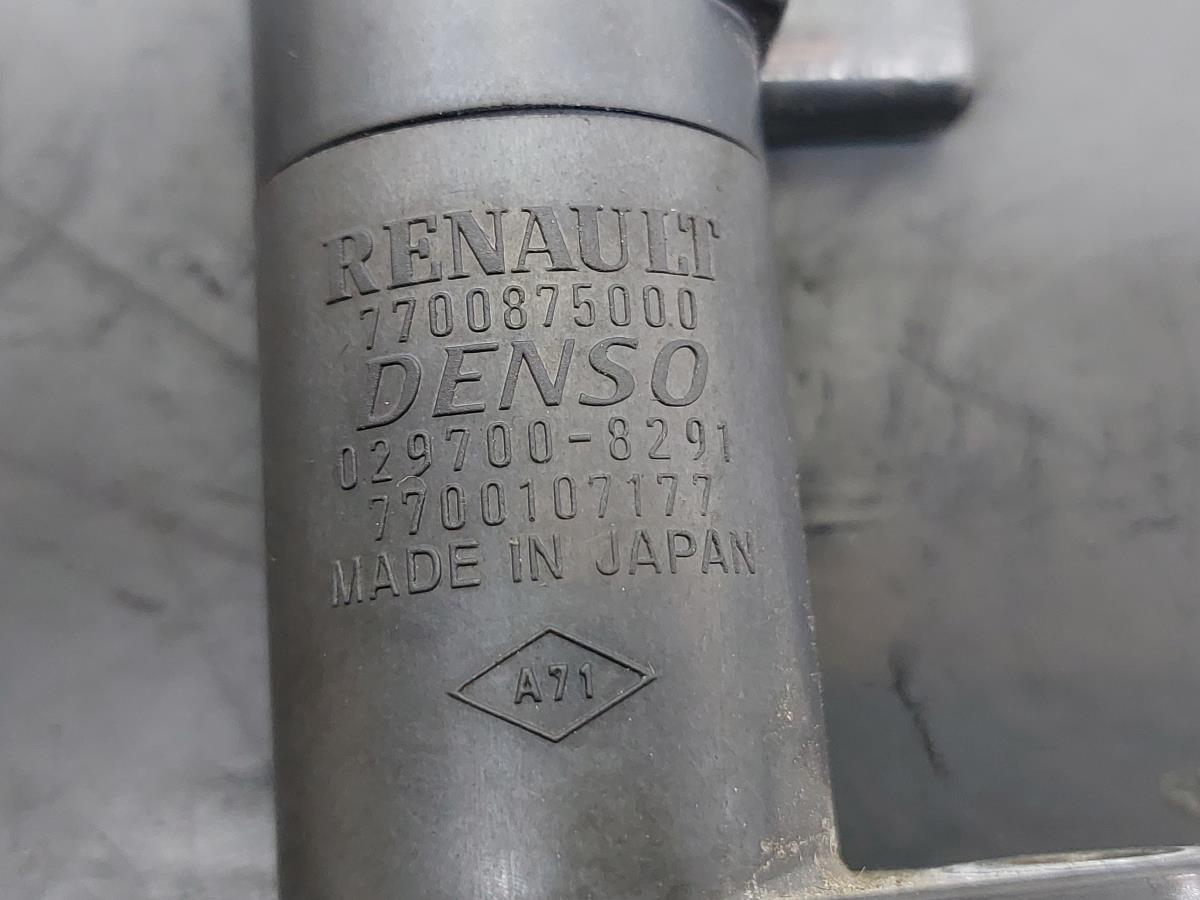 RENAULT
7700875000
DENSO
029700-8291
7700107177
MADE IN JAPAN
A71